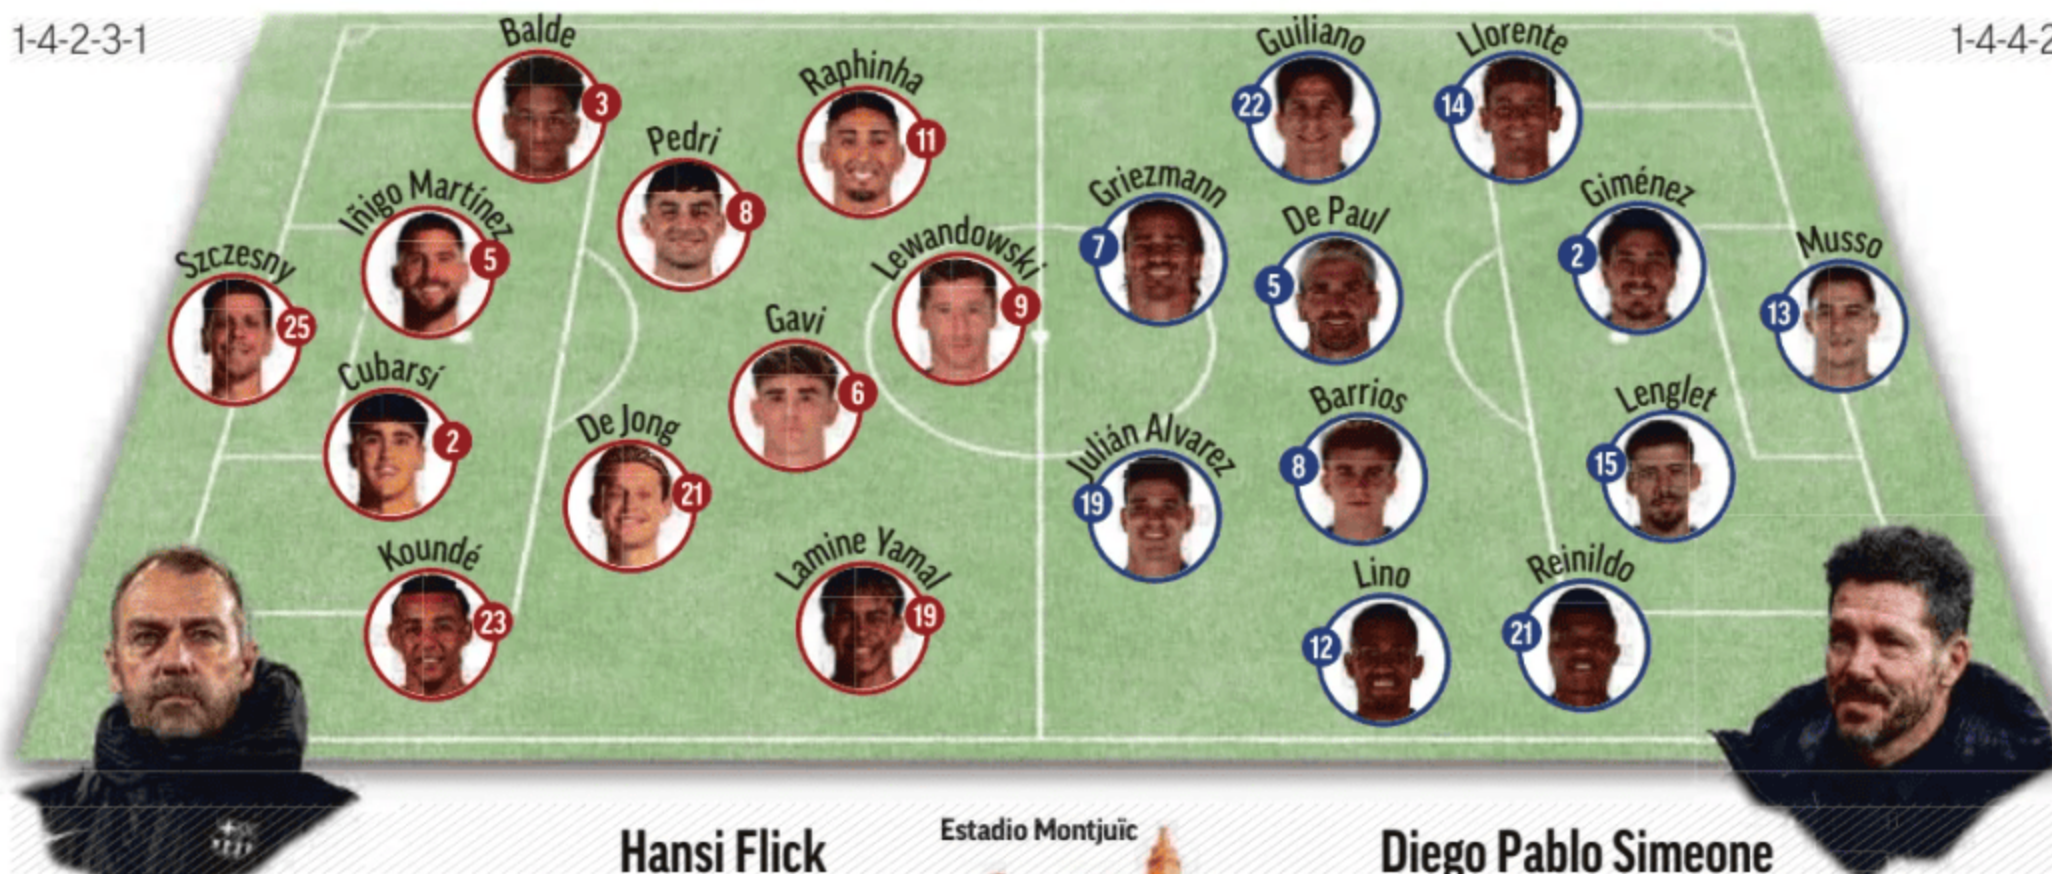 1-4-2-3-1
1-4-4-2
Balde
3
Raphinha
11
Pedri
8
Iñigo Martínez
5
Szczesny
25
Lewandowski
9
Gavi
6
Cubarsí
2
De Jong
21
Koundé
23
Lamine Yamal
19
Guiliano
22
Llorente
14
Griezmann
7
De Paul
5
Giménez
2
Musso
13
Barrios
8
Lenglet
15
Julián Alvarez
19
Lino
12
Reinildo
21
Estadio Montjuïc
Hansi Flick
Diego Pablo Simeone